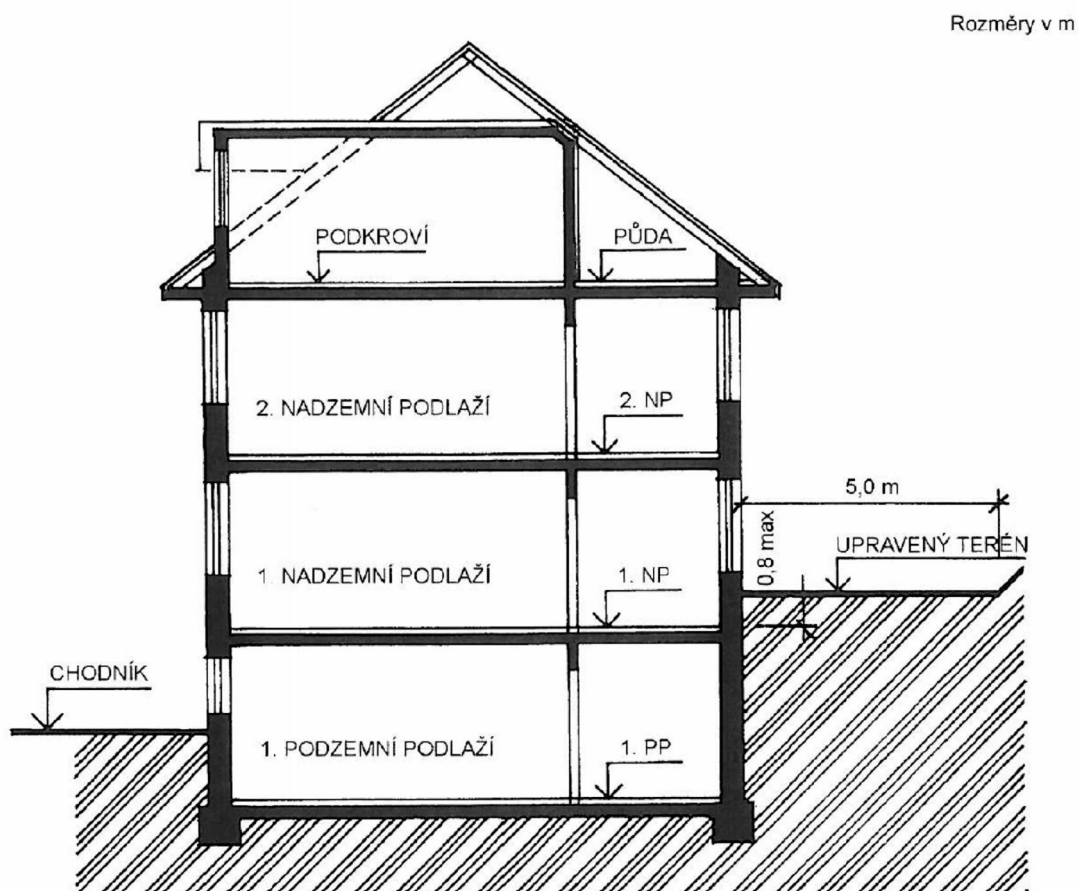 Rozměry v m
PODKROVÍ
PŮDA
2. NADZEMNÍ PODLAŽÍ
2. NP
5,0 m
0,8 max
UPRAVENÝ TERÉN
1. NADZEMNÍ PODLAŽÍ
1. NP
CHODNÍK
1. PODZEMNÍ PODLAŽÍ
1. PP